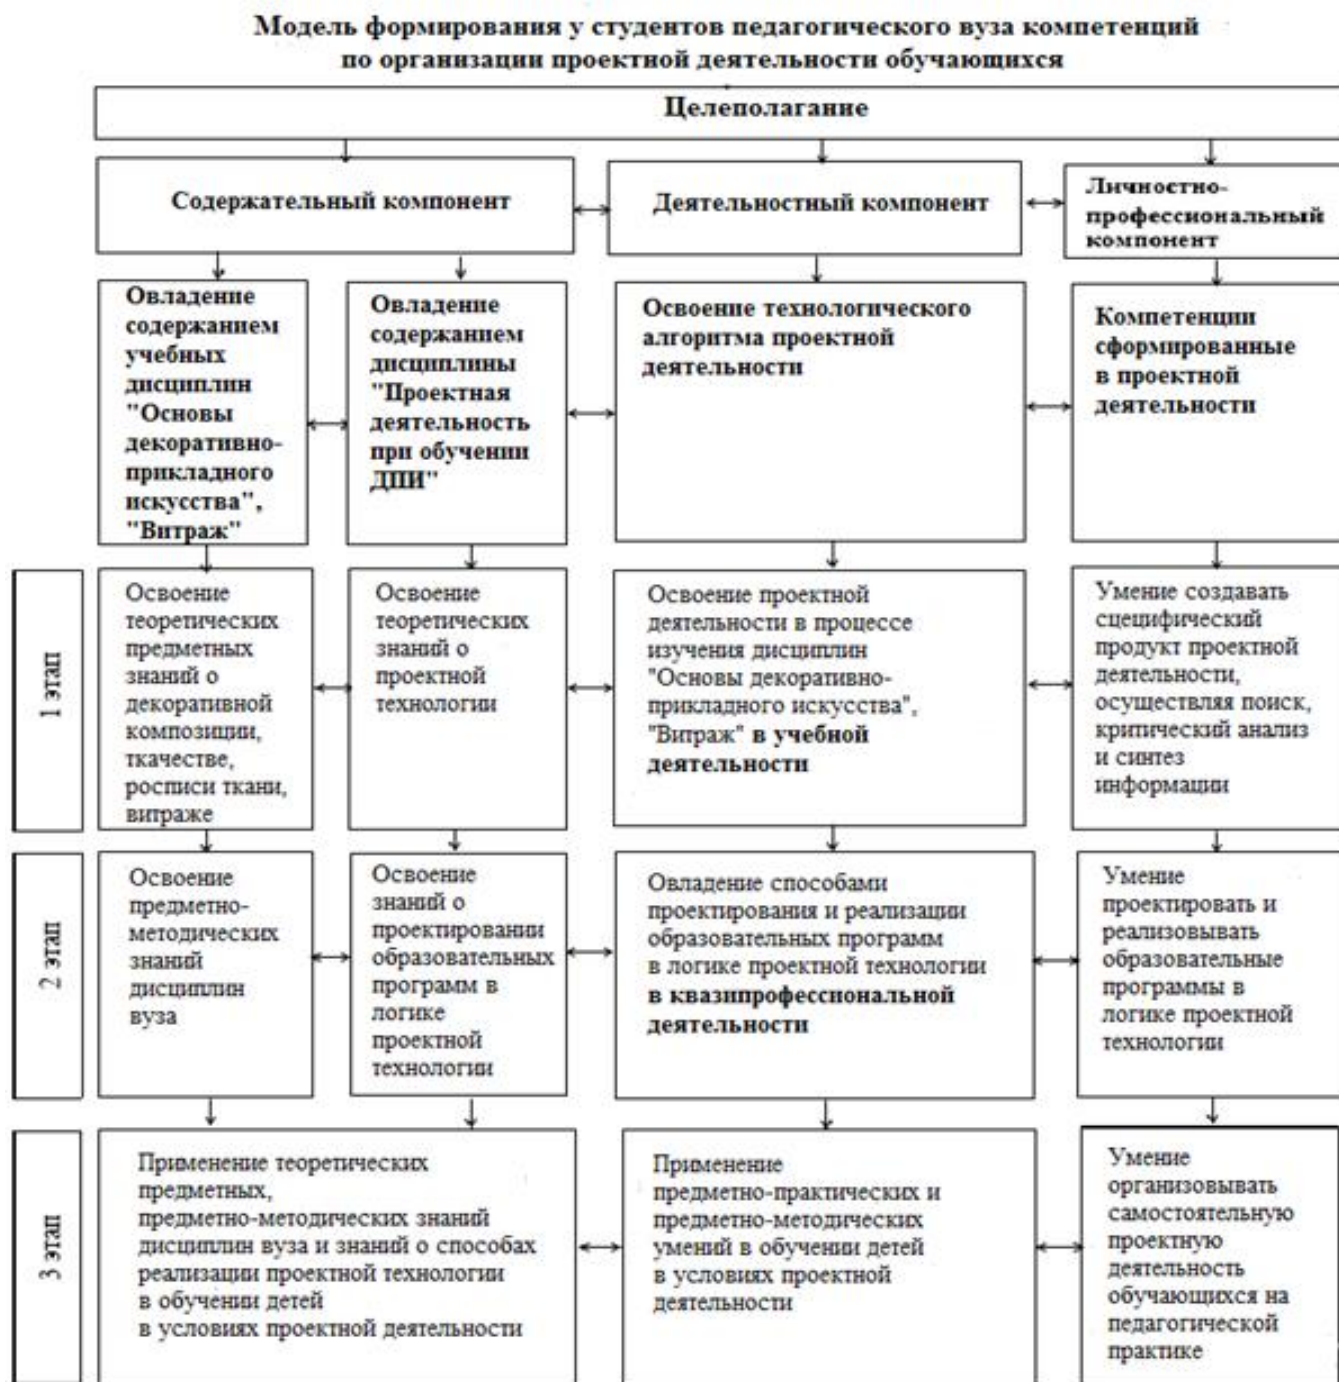 Модель формирования у студентов педагогического вуза компетенций
по организации проектной деятельности обучающихся
Целеполагание
Содержательный компонент
Деятельностный компонент
Личностно-
профессиональный
компонент
Овладение
содержанием
учебных
дисциплин
"Основы
декоративно-
прикладного
искусства",
"Витраж"
Овладение
содержанием
дисциплины
"Проектная
деятельность
при обучении
ДПИ"
Освоение технологического
алгоритма проектной
деятельности
Компетенции
сформированные
в проектной
деятельности
1 этап
Освоение
теоретических
предметных
знаний о
декоративной
композиции,
ткачестве,
росписи ткани,
витраже
Освоение
теоретических
знаний о
проектной
технологии
Освоение проектной
деятельности в процессе
изучения дисциплин
"Основы декоративно-
прикладного искусства",
"Витраж" в учебной
деятельности
Умение создавать
сцецифический
продукт проектной
деятельности,
осуществляя поиск,
критический анализ
и синтез
информации
2 этап
Освоение
предметно-
методических
знаний
дисциплин
вуза
Освоение
знаний о
проектировании
образовательных
программ в
логике
проектной
технологии
Овладение способами
проектирования и реализации
образовательных программ
в логике проектной технологии
в квазипрофессиональной
деятельности
Умение
проектировать и
реализовывать
образовательные
программы в
логике проектной
технологии
3 этап
Применение теоретических
предметных,
предметно-методических знаний
дисциплин вуза и знаний о способах
реализации проектной технологии
в обучении детей
в условиях проектной деятельности
Применение
предметно-практических и
предметно-методических
умений в обучении детей
в условиях проектной
деятельности
Умение
организовывать
самостоятельную
проектную
деятельность
обучающихся на
педагогической
практике